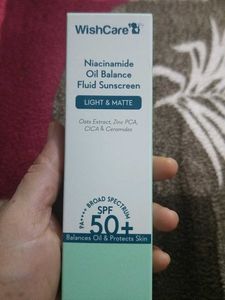 WishCare
Niacinamide
Oil Balance
Fluid Sunscreen
LIGHT & MATTE
Oats Extract, Zinc PCA,
CICA & Ceramides
PA++++ BROAD SPECTRUM
SPF
50+
Balances Oil & Protects Skin